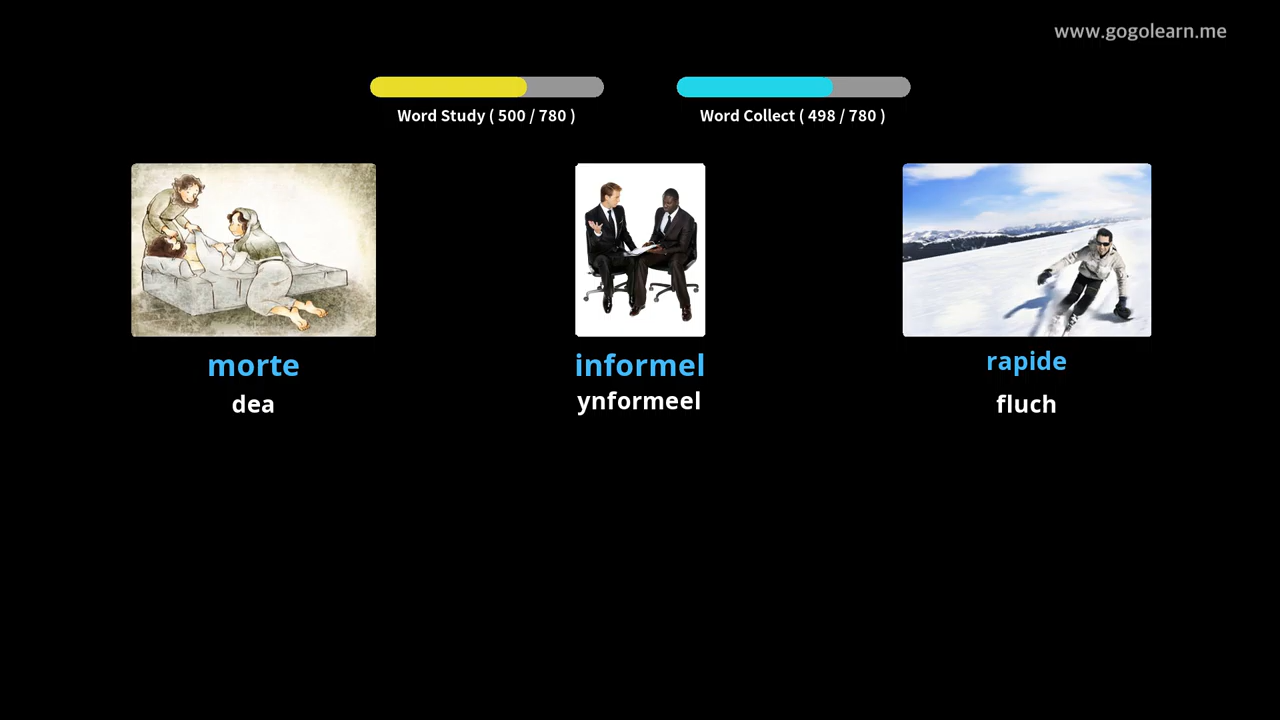 www.gogolearn.me
Word Study ( 500 / 780 )
Word Collect ( 498 / 780 )
morte
informel
rapide
dea
ynformeel
fluch